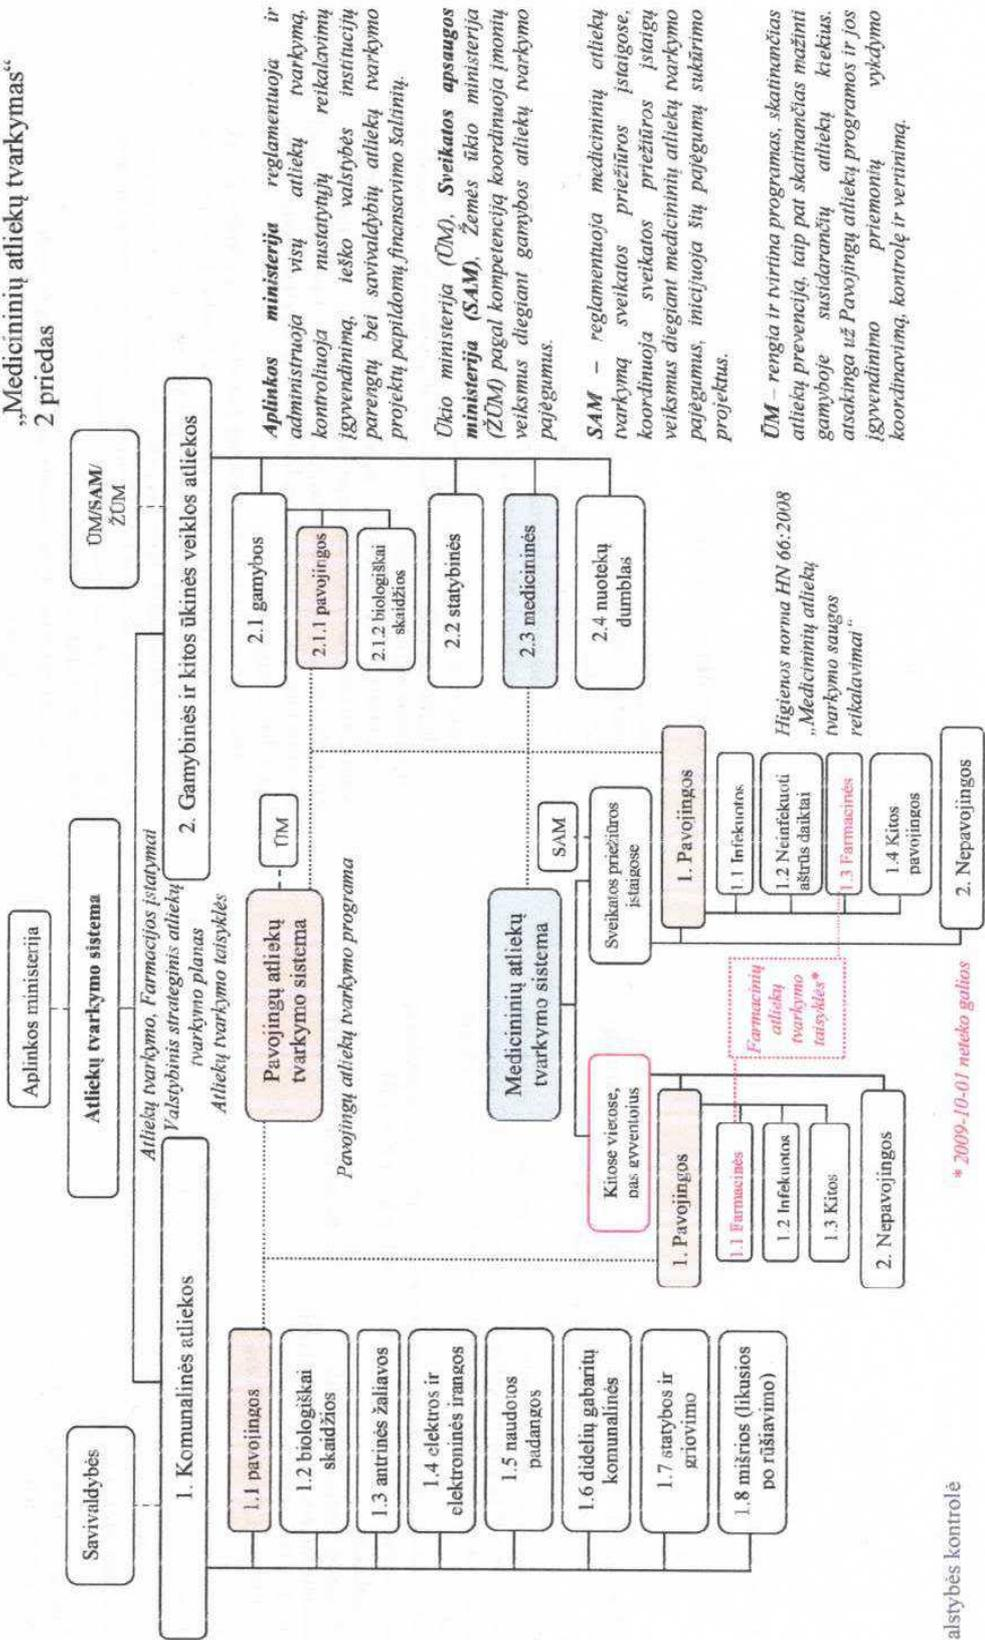 „Medicininių atliekų tvarkymas“
2 priedas
Aplinkos ministerija
Savivaldybės
Atliekų tvarkymo sistema
ŪM/SAM/
ŽŪM
Atliekų tvarkymo, Farmacijos įstatymai
Valstybinis strateginis atliekų
tvarkymo planas
Atliekų tvarkymo taisyklės
1. Komunalinės atliekos
2. Gamybinės ir kitos ūkinės veiklos atliekos
1.1 pavojingos
1.2 biologiškai
skaidžios
1.3 antrinės žaliavos
1.4 elektros ir
elektroninės įrangos
1.5 naudotos
padangos
1.6 didelių gabaritų
komunalinės
1.7 statybos ir
griovimo
1.8 mišrios (likusios
po rūšiavimo)
Pavojingų atliekų
tvarkymo sistema
ŪM
Pavojingų atliekų tvarkymo programa
2.1 gamybos
2.1.1 pavojingos
2.1.2 biologiškai
skaidžios
2.2 statybinės
2.3 medicininės
2.4 nuotekų
dumblas
Medicininių atliekų
tvarkymo sistema
SAM
Kitose vietose,
pas gyventojus
Sveikatos priežiūros
įstaigose
1. Pavojingos
1.1 Farmacinės
1.2 Infekuotos
1.3 Kitos
2. Nepavojingos
Farmacinių
atliekų
tvarkymo
taisyklės*
1. Pavojingos
1.1 Infekuotos
1.2 Neinfekuoti
aštrūs daiktai
1.3 Farmacinės
1.4 Kitos
pavojingos
2. Nepavojingos
Higienos norma HN 66:2008
„Medicininių atliekų
tvarkymo saugos
reikalavimai“
* 2009-10-01 neteko galios
Aplinkos ministerija reglamentuoja ir
administruoja visų atliekų tvarkymą,
kontroliuoja nustatytųjų reikalavimų
įgyvendinimą, ieško valstybės institucijų
parengtų bei savivaldybių atliekų tvarkymo
projektų papildomų finansavimo šaltinių.
Ūkio ministerija (ŪM), Sveikatos apsaugos
ministerija (SAM), Žemės ūkio ministerija
(ŽŪM) pagal kompetenciją koordinuoja įmonių
veiksmus diegiant gamybos atliekų tvarkymo
pajėgumus.
SAM – reglamentuoja medicininių atliekų
tvarkymą sveikatos priežiūros įstaigose,
koordinuoja sveikatos priežiūros įstaigų
veiksmus diegiant medicininių atliekų tvarkymo
pajėgumus, inicijuoja šių pajėgumų sukūrimo
projektus.
ŪM – rengia ir tvirtina programas, skatinančias
atliekų prevenciją, taip pat skatinančias mažinti
gamyboje susidarančių atliekų kiekius.
atsakinga už Pavojingų atliekų programos ir jos
įgyvendinimo priemonių vykdymo
koordinavimą, kontrolę ir vertinimą.
alstybės kontrolė